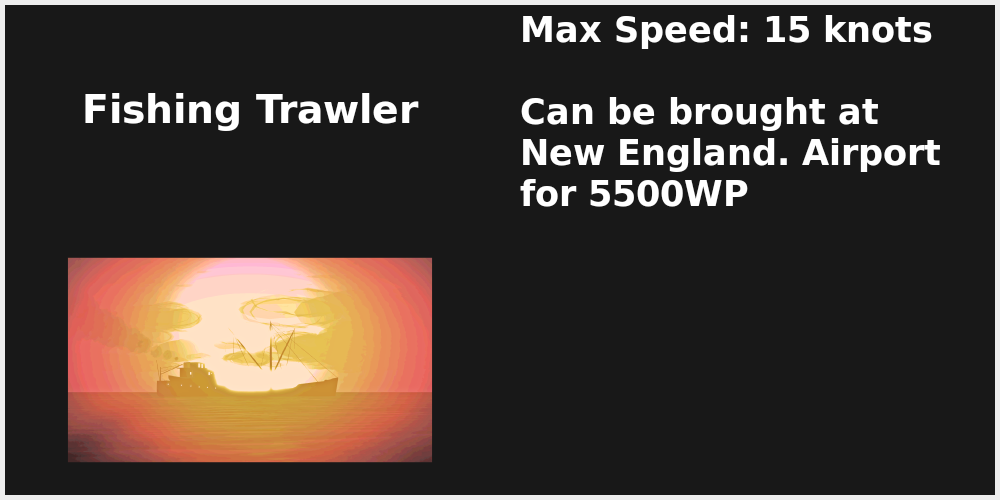 Fishing Trawler
Max Speed: 15 knots
Can be brought at
New England. Airport
for 5500WP